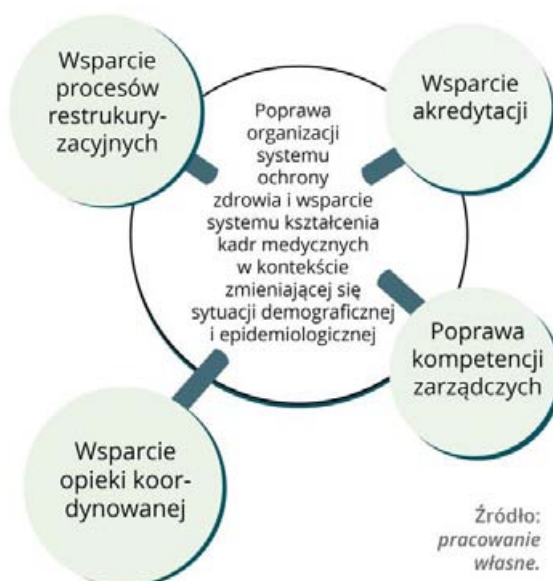 Wsparcie
procesów
restrukury-
zacyjnych
Wsparcie
akredytacji
Poprawa
organizacji
systemu
ochrony
zdrowia i wsparcie
systemu kształcenia
kadr medycznych
w kontekście
zmieniającej się
sytuacji demograficznej
i epidemiologicznej
Poprawa
kompetencji
zarządczych
Wsparcie
opieki koor-
dynowanej
Źródło:
pracowanie
własne.